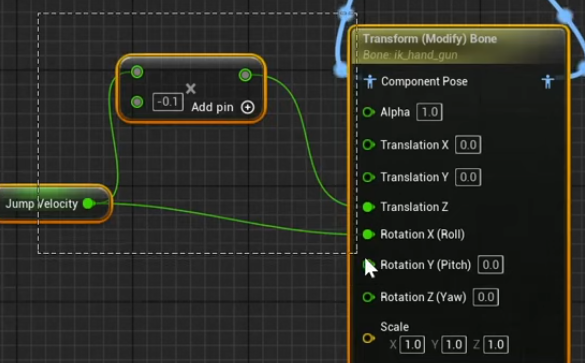 Transform (Modify) Bone
Bone: ik_hand_gun
Component Pose
Alpha 1.0
Translation X 0.0
Translation Y 0.0
Translation Z
Rotation X (Roll)
Rotation Y (Pitch) 0.0
Rotation Z (Yaw) 0.0
Scale
X 1.0 Y 1.0 Z 1.0
×
-0.1 Add pin
Jump Velocity